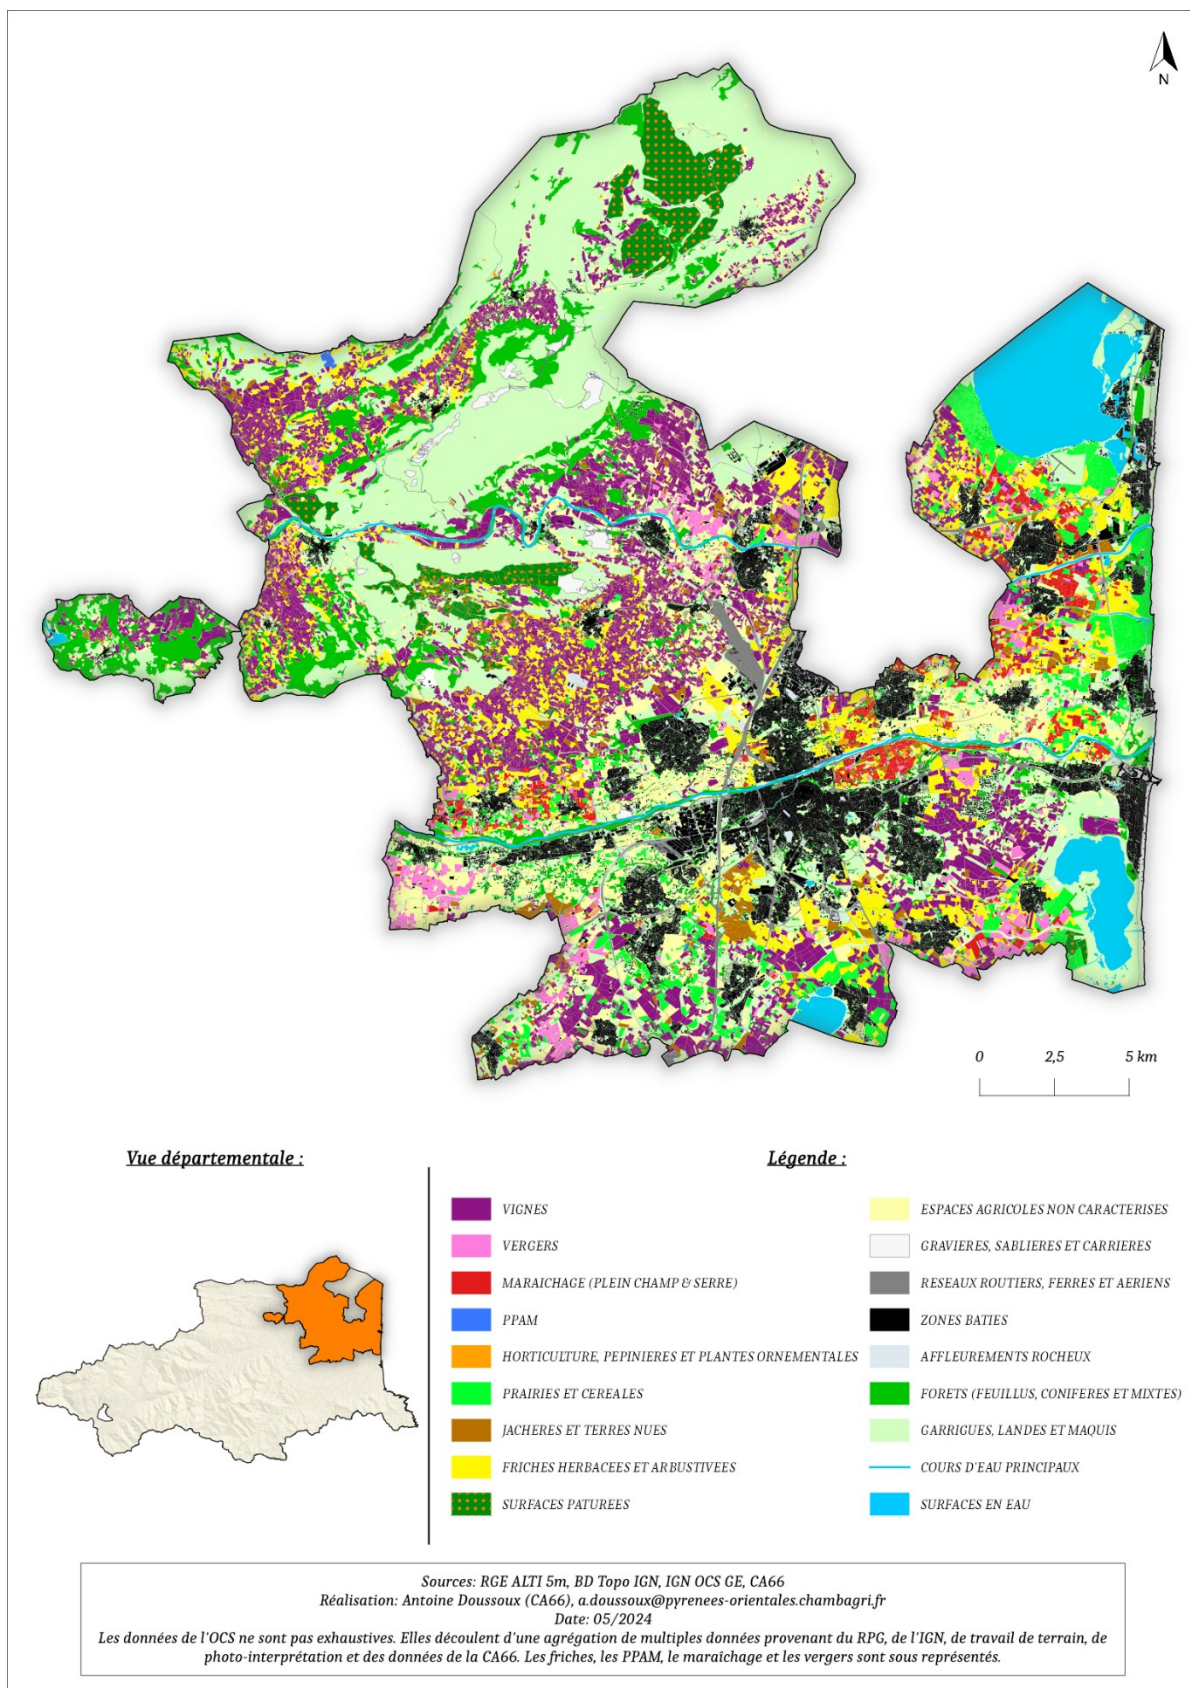 N
0 2,5 5 km
Vue départementale :
Légende :
VIGNES
VERGERS
MARAICHAGE (PLEIN CHAMP & SERRE)
PPAM
HORTICULTURE, PEPINIERES ET PLANTES ORNEMENTALES
PRAIRIES ET CEREALES
JACHERES ET TERRES NUES
FRICHES HERBACEES ET ARBUSTIVEES
SURFACES PATUREES
ESPACES AGRICOLES NON CARACTERISES
GRAVIERES, SABLIERES ET CARRIERES
RESEAUX ROUTIERS, FERRES ET AERIENS
ZONES BATIES
AFFLEUREMENTS ROCHEUX
FORETS (FEUILLUS, CONIFERES ET MIXTES)
GARRIGUES, LANDES ET MAQUIS
COURS D'EAU PRINCIPAUX
SURFACES EN EAU
Sources: RGE ALTI 5m, BD Topo IGN, IGN OCS GE, CA66
Réalisation: Antoine Doussoux (CA66), a.doussoux@pyrenees-orientales.chambagri.fr
Date: 05/2024
Les données de l'OCS ne sont pas exhaustives. Elles découlent d'une agrégation de multiples données provenant du RPG, de l'IGN, de travail de terrain, de
photo-interprétation et des données de la CA66. Les friches, les PPAM, le maraîchage et les vergers sont sous représentés.